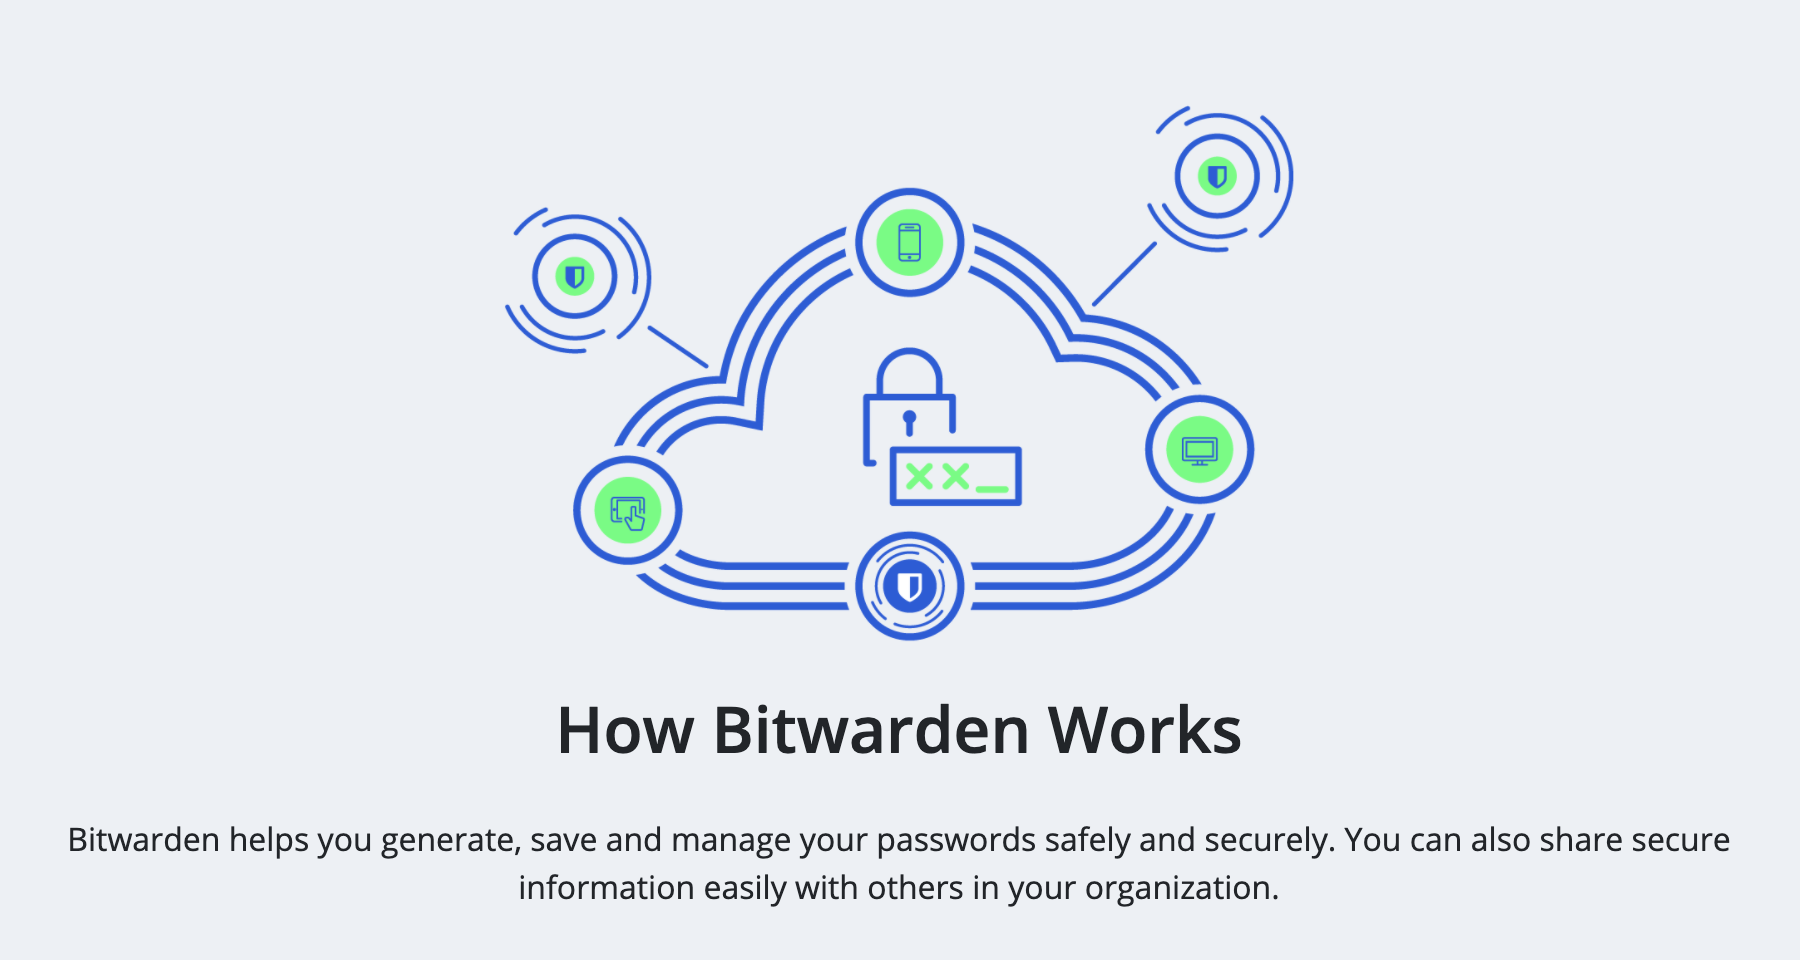 How Bitwarden Works
Bitwarden helps you generate, save and manage your passwords safely and securely. You can also share secure
information easily with others in your organization.